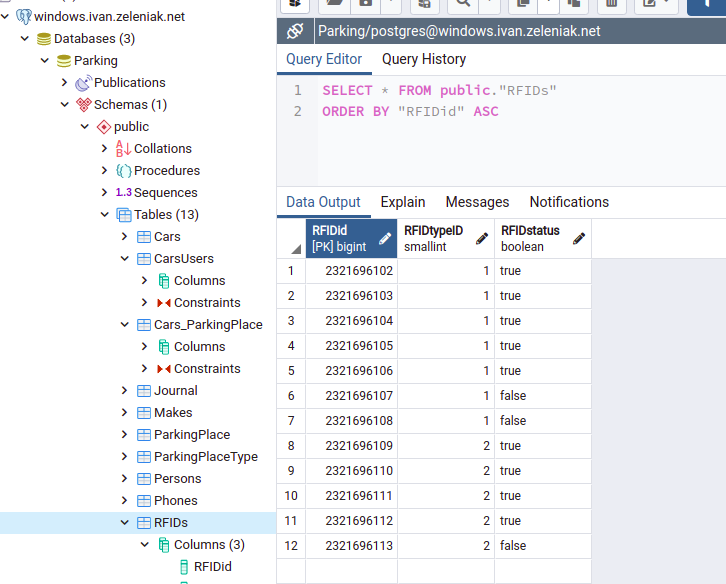 windows.ivan.zeleniak.net
Databases (3)
Parking
Publications
Schemas (1)
public
Collations
Procedures
1..3 Sequences
Tables (13)
Cars
CarsUsers
Columns
Constraints
Cars_ParkingPlace
Columns
Constraints
Journal
Makes
ParkingPlace
ParkingPlaceType
Persons
Phones
RFIDs
Columns (3)
RFIDid
Parking/postgres@windows.ivan.zeleniak.net
Query Editor Query History
1 SELECT * FROM public."RFIDs"
2 ORDER BY "RFIDid" ASC
Data Output Explain Messages Notifications
RFIDid RFIDtypeID RFIDstatus
[PK] bigint smallint boolean
1 2321696102 1 true
2 2321696103 1 true
3 2321696104 1 true
4 2321696105 1 true
5 2321696106 1 true
6 2321696107 1 false
7 2321696108 1 false
8 2321696109 2 true
9 2321696110 2 true
10 2321696111 2 true
11 2321696112 2 true
12 2321696113 2 false